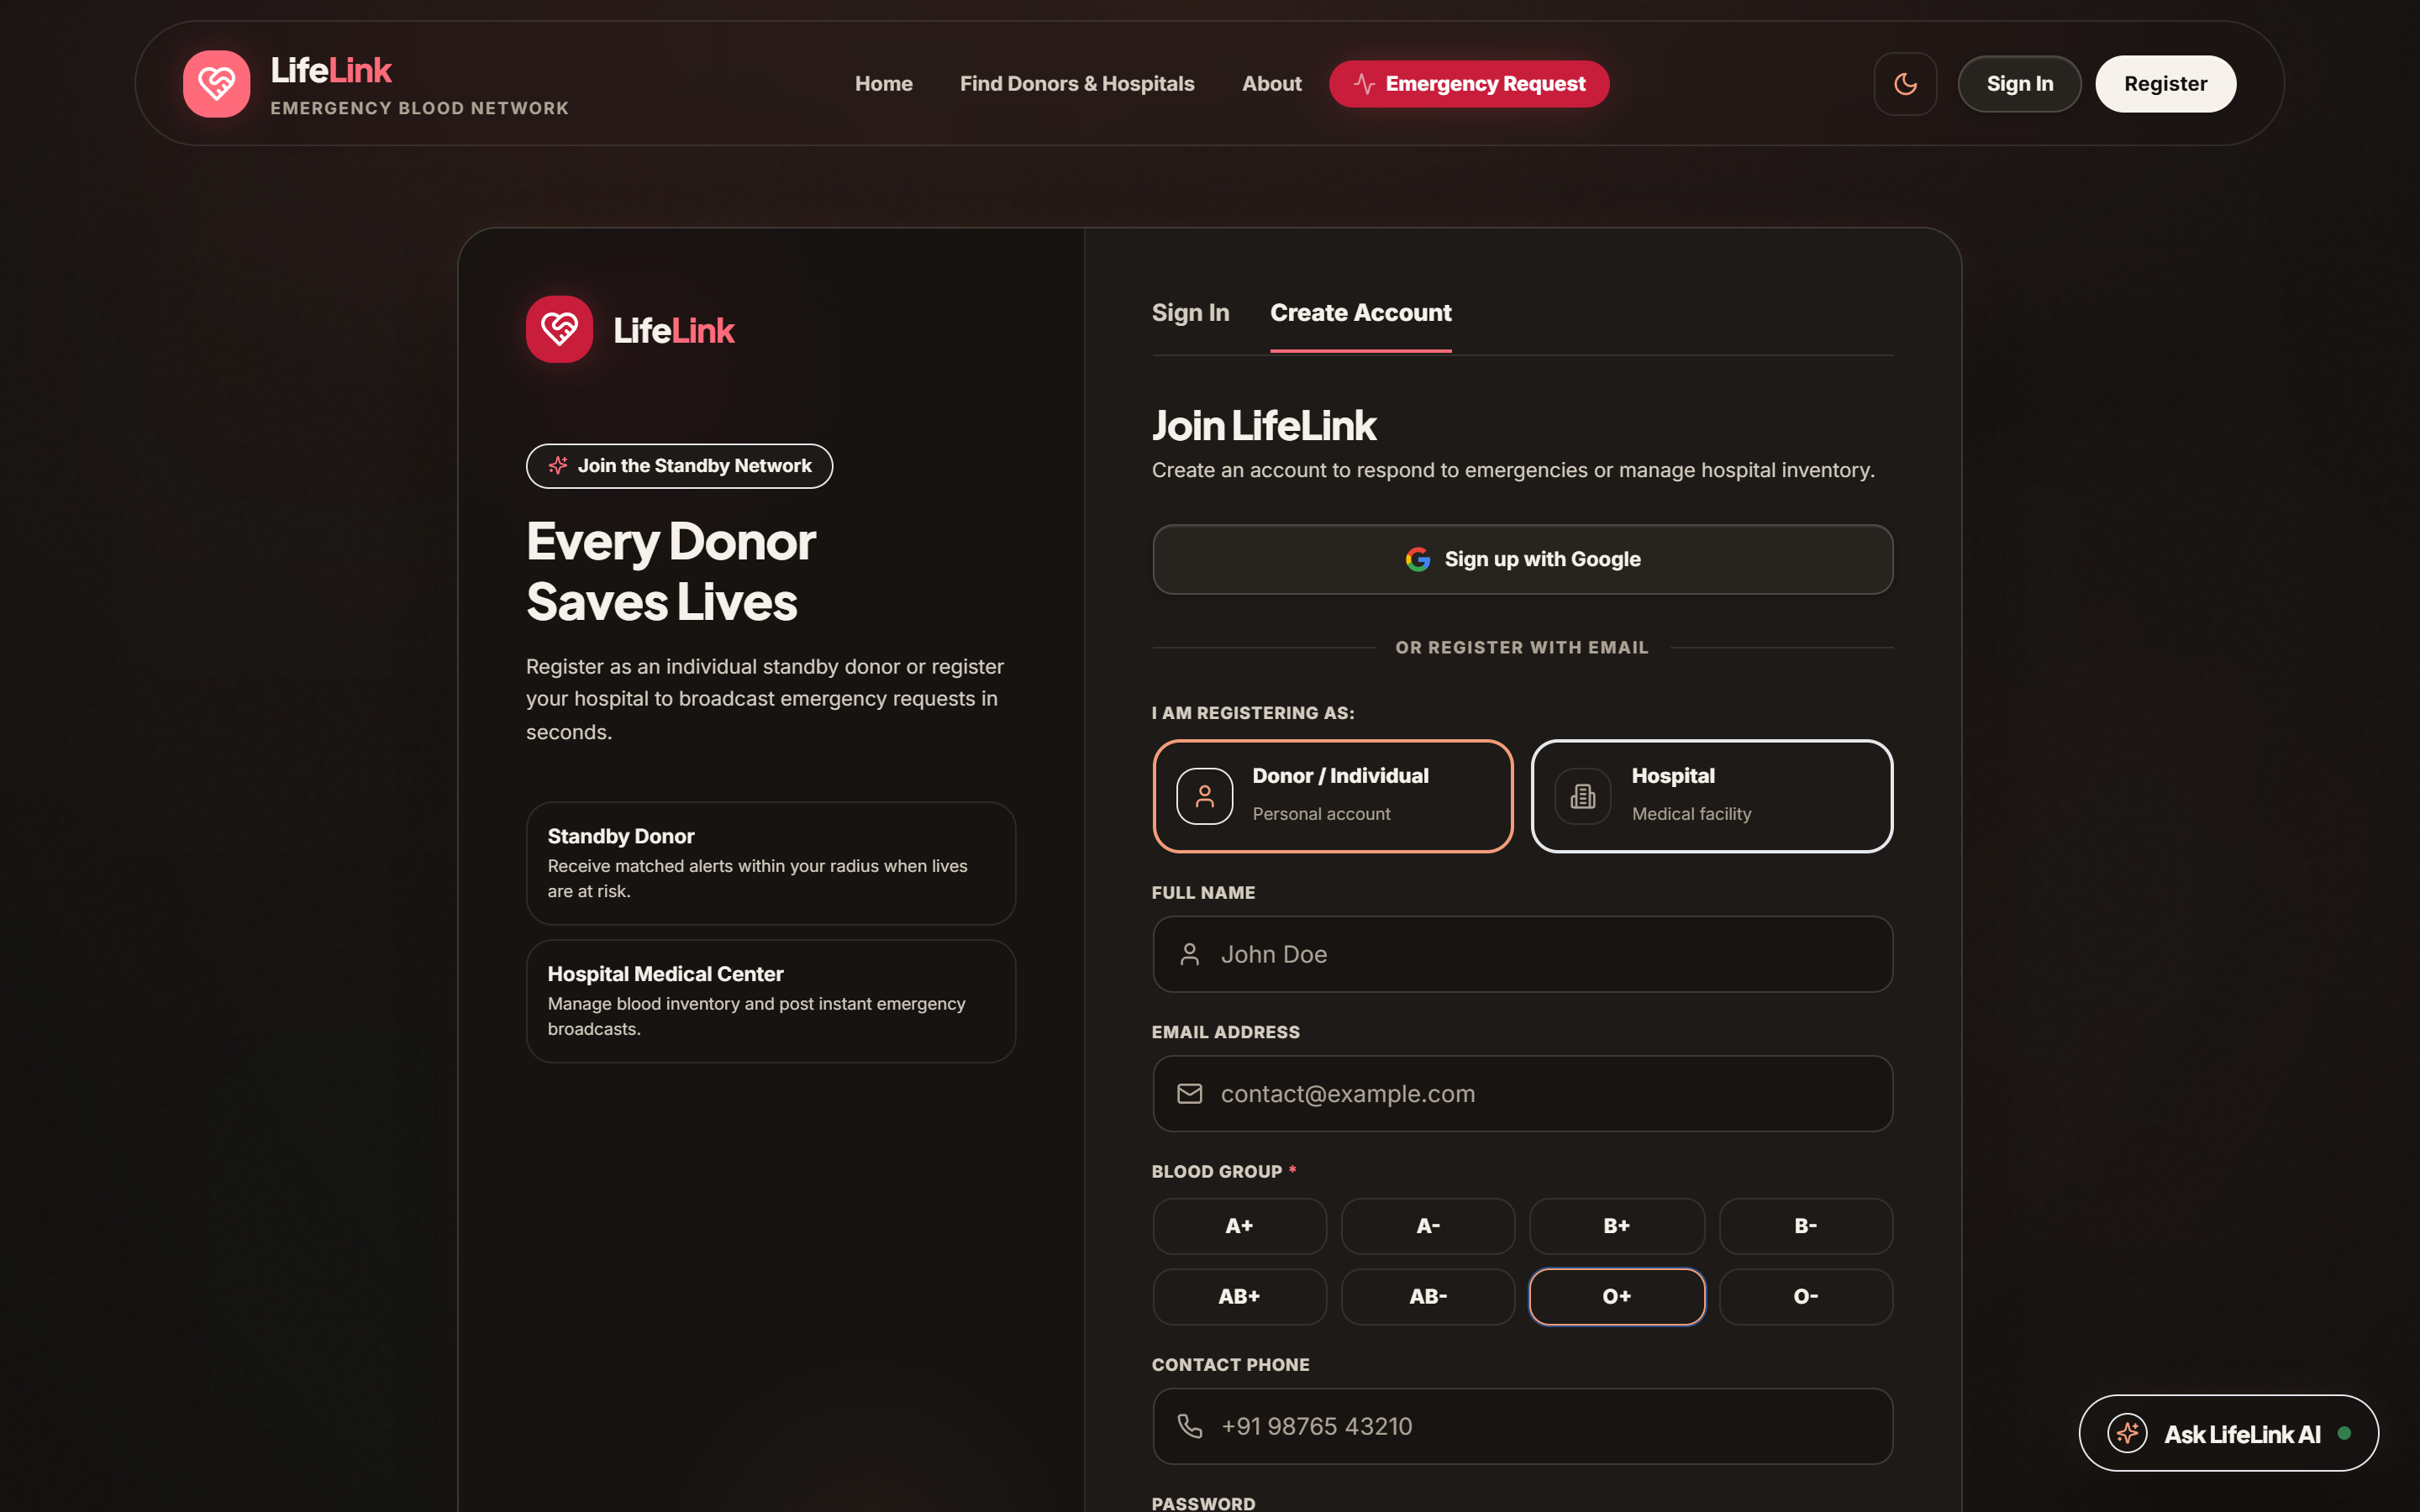 LifeLink
EMERGENCY BLOOD NETWORK
Home
Find Donors & Hospitals
About
Emergency Request
Sign In
Register
LifeLink
Join the Standby Network
Every Donor
Saves Lives
Register as an individual standby donor or register
your hospital to broadcast emergency requests in
seconds.
Standby Donor
Receive matched alerts within your radius when lives
are at risk.
Hospital Medical Center
Manage blood inventory and post instant emergency
broadcasts.
Sign In
Create Account
Join LifeLink
Create an account to respond to emergencies or manage hospital inventory.
Sign up with Google
OR REGISTER WITH EMAIL
I AM REGISTERING AS:
Donor / Individual
Personal account
Hospital
Medical facility
FULL NAME
John Doe
EMAIL ADDRESS
contact@example.com
BLOOD GROUP *
A+
A-
B+
B-
AB+
AB-
O+
O-
CONTACT PHONE
+91 98765 43210
PASSWORD
Ask LifeLink AI